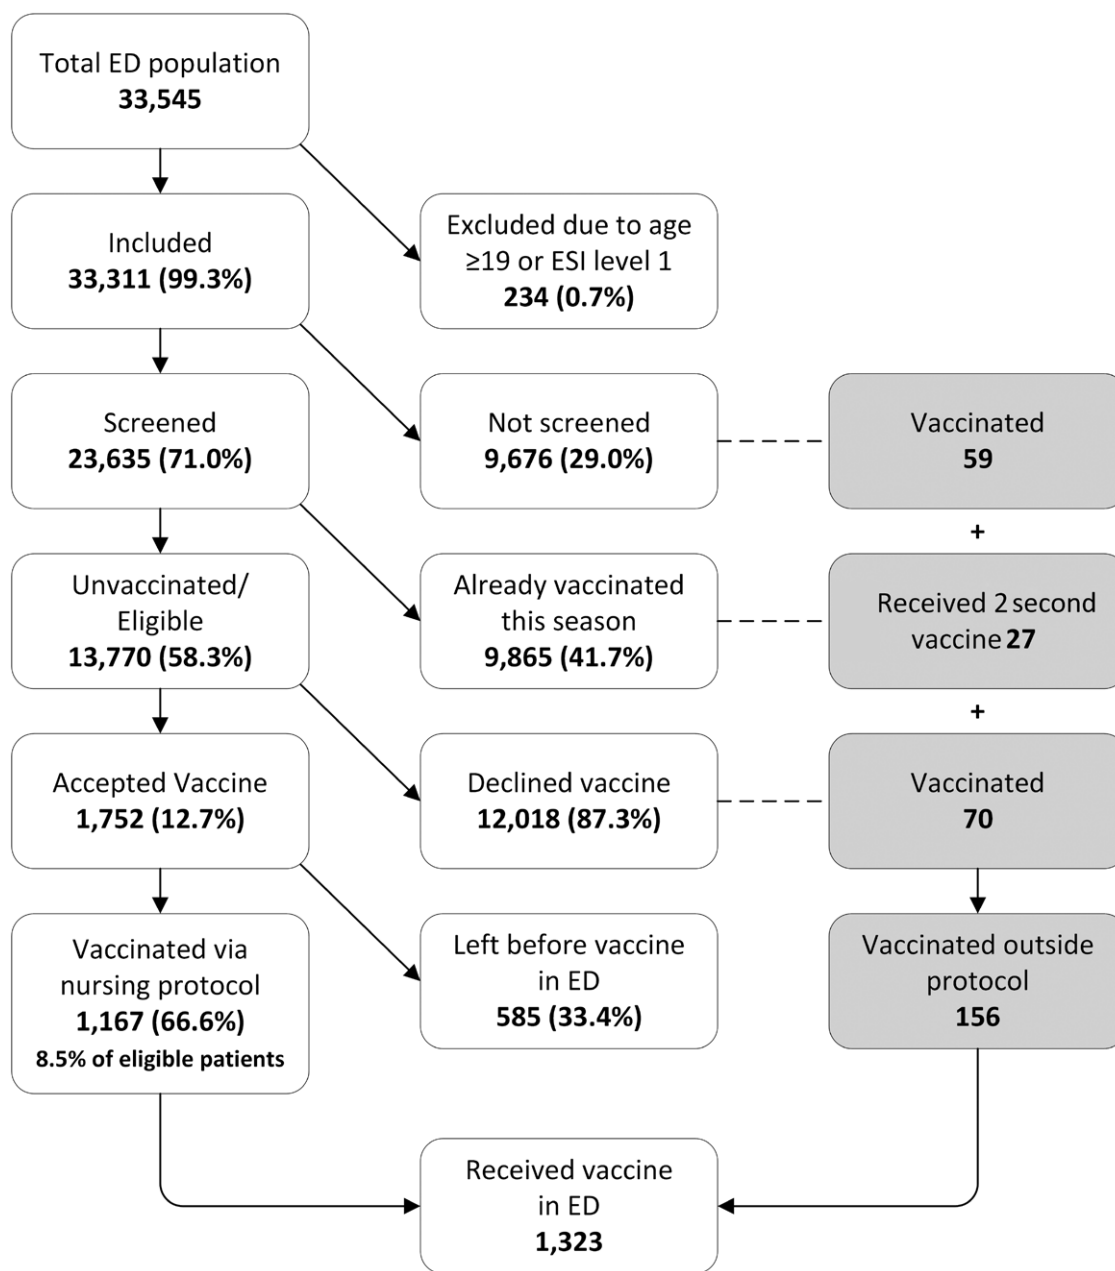 Total ED population
33,545
Included
33,311 (99.3%)
Excluded due to age
≥19 or ESI level 1
234 (0.7%)
Screened
23,635 (71.0%)
Not screened
9,676 (29.0%)
Vaccinated
59
+
Unvaccinated/
Eligible
13,770 (58.3%)
Already vaccinated
this season
9,865 (41.7%)
Received 2 second
vaccine 27
+
Accepted Vaccine
1,752 (12.7%)
Declined vaccine
12,018 (87.3%)
Vaccinated
70
Vaccinated via
nursing protocol
1,167 (66.6%)
8.5% of eligible patients
Left before vaccine
in ED
585 (33.4%)
Vaccinated outside
protocol
156
Received vaccine
in ED
1,323